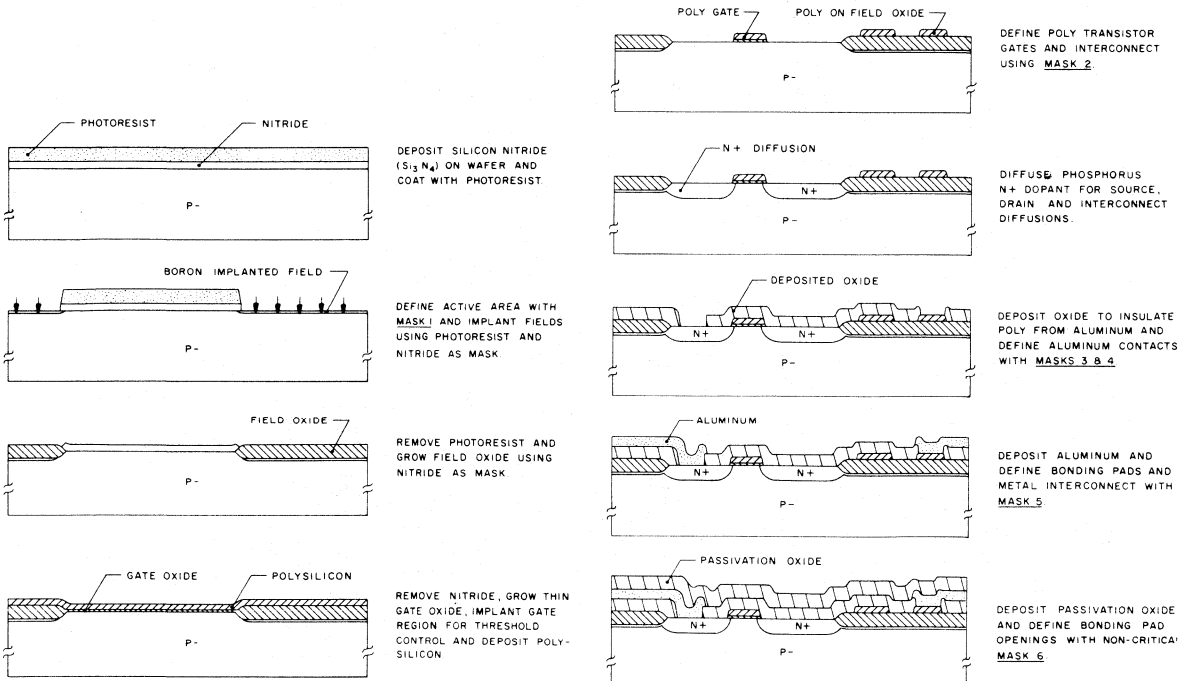 PHOTORESIST
NITRIDE
P-
DEPOSIT SILICON NITRIDE
(Si3 N4) ON WAFER AND
COAT WITH PHOTORESIST.
BORON IMPLANTED FIELD
P-
DEFINE ACTIVE AREA WITH
MASK 1 AND IMPLANT FIELDS
USING PHOTORESIST AND
NITRIDE AS MASK.
FIELD OXIDE
P-
REMOVE PHOTORESIST AND
GROW FIELD OXIDE USING
NITRIDE AS MASK.
GATE OXIDE
POLYSILICON
P-
REMOVE NITRIDE, GROW THIN
GATE OXIDE, IMPLANT GATE
REGION FOR THRESHOLD
CONTROL AND DEPOSIT POLY-
SILICON
POLY GATE
POLY ON FIELD OXIDE
P-
DEFINE POLY TRANSISTOR
GATES AND INTERCONNECT
USING MASK 2.
N+ DIFFUSION
N+
P-
DIFFUSE PHOSPHORUS
N+ DOPANT FOR SOURCE,
DRAIN AND INTERCONNECT
DIFFUSIONS.
DEPOSITED OXIDE
N+
N+
P-
DEPOSIT OXIDE TO INSULATE
POLY FROM ALUMINUM AND
DEFINE ALUMINUM CONTACTS
WITH MASKS 3 & 4
ALUMINUM
N+
N+
P-
DEPOSIT ALUMINUM AND
DEFINE BONDING PADS AND
METAL INTERCONNECT WITH
MASK 5.
PASSIVATION OXIDE
N+
N+
P-
DEPOSIT PASSIVATION OXIDE
AND DEFINE BONDING PAD
OPENINGS WITH NON-CRITICA
MASK 6.